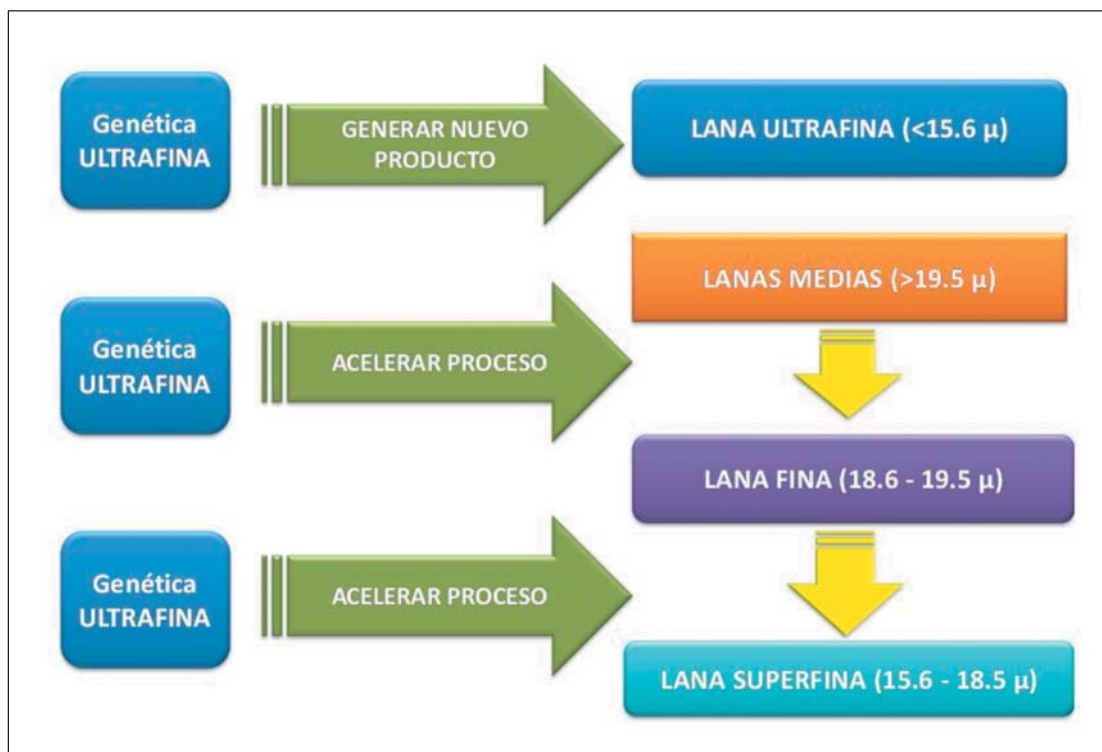 Genética
ULTRAFINA
GENERAR NUEVO
PRODUCTO
LANA ULTRAFINA (<15.6 µ)
LANAS MEDIAS (>19.5 µ)
Genética
ULTRAFINA
ACELERAR PROCESO
LANA FINA (18.6 - 19.5 µ)
Genética
ULTRAFINA
ACELERAR PROCESO
LANA SUPERFINA (15.6 - 18.5 µ)